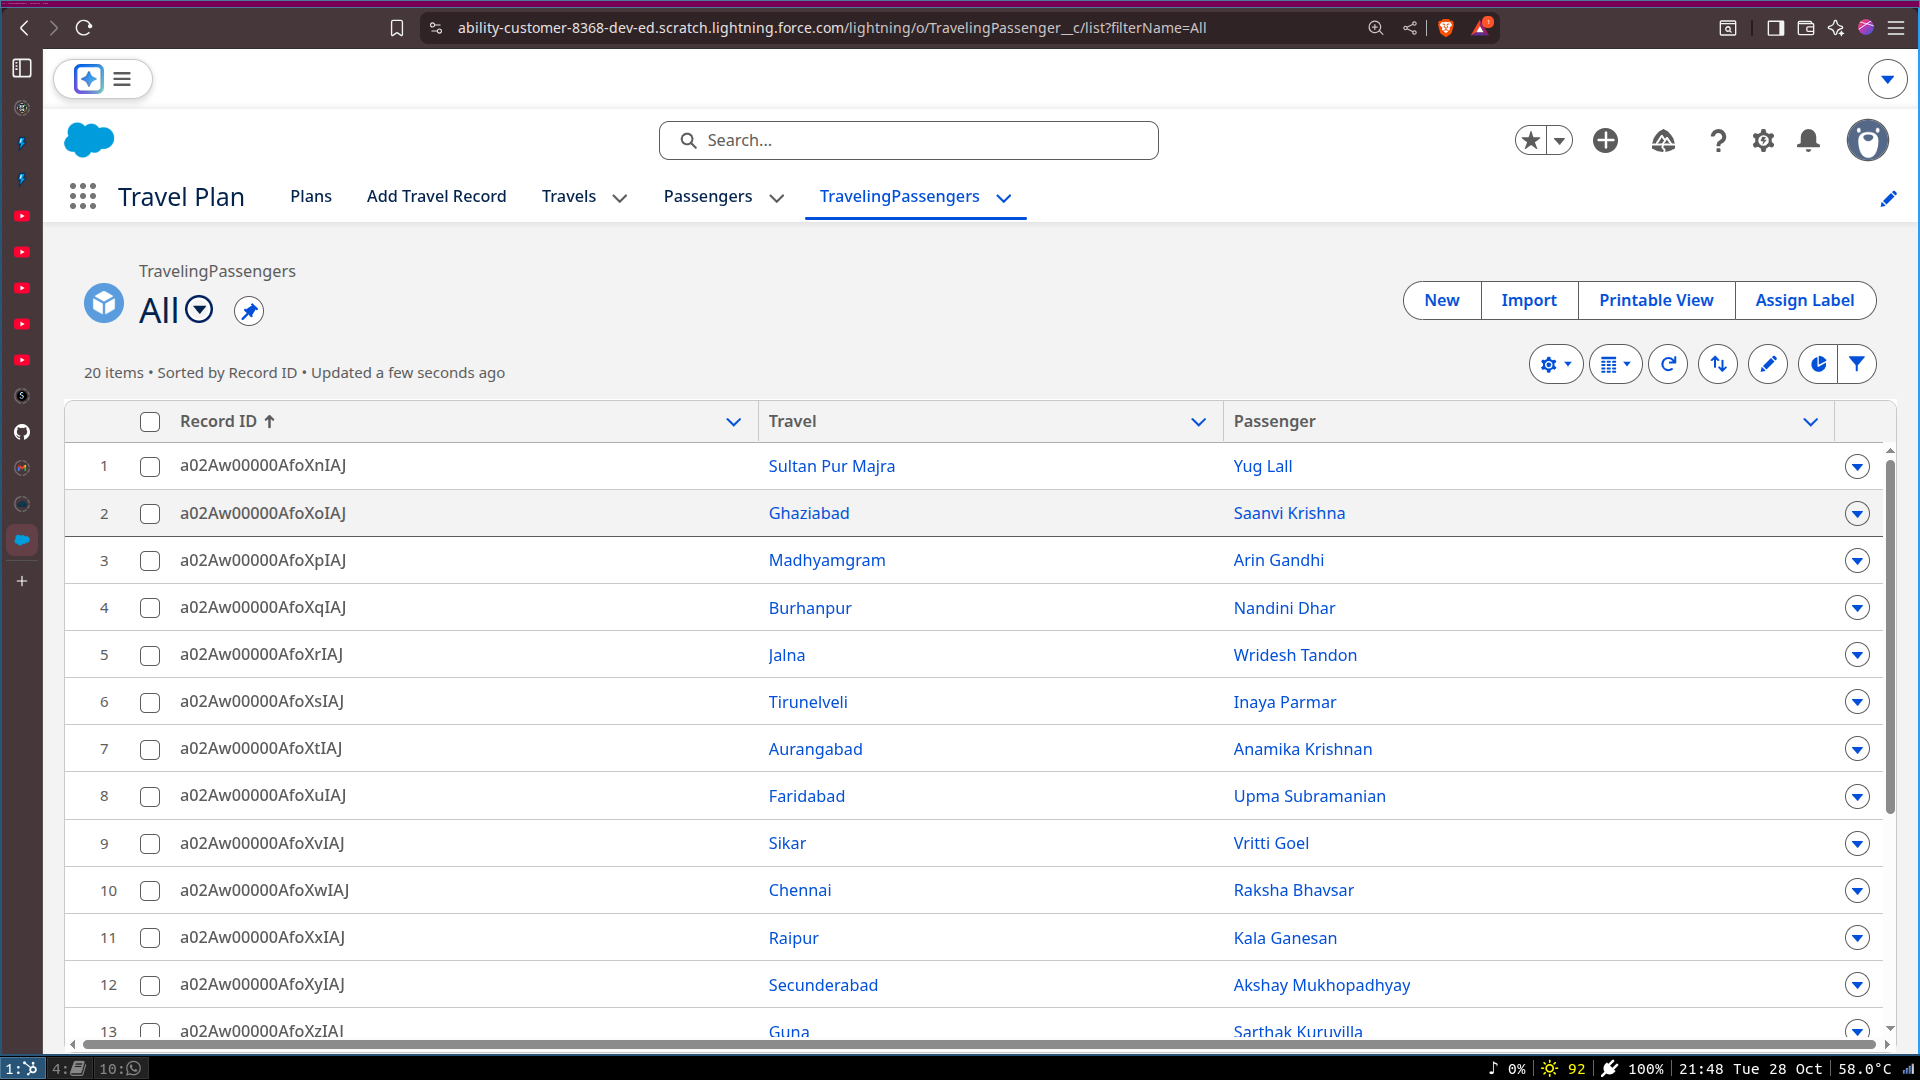 ability-customer-8368-dev-ed.scratch.lightning.force.com/lightning/o/TravelingPassenger__c/list?filterName=All
1
Search...
Travel Plan
Plans
Add Travel Record
Travels
Passengers
TravelingPassengers
TravelingPassengers
All
New
Import
Printable View
Assign Label
20 items • Sorted by Record ID • Updated a few seconds ago
Record ID ↑ Travel Passenger
1 a02Aw00000AfoXnIAJ Sultan Pur Majra Yug Lall
2 a02Aw00000AfoXoIAJ Ghaziabad Saanvi Krishna
3 a02Aw00000AfoXpIAJ Madhyamgram Arin Gandhi
4 a02Aw00000AfoXqIAJ Burhanpur Nandini Dhar
5 a02Aw00000AfoXrIAJ Jalna Wridesh Tandon
6 a02Aw00000AfoXsIAJ Tirunelveli Inaya Parmar
7 a02Aw00000AfoXtIAJ Aurangabad Anamika Krishnan
8 a02Aw00000AfoXuIAJ Faridabad Upma Subramanian
9 a02Aw00000AfoXvIAJ Sikar Vritti Goel
10 a02Aw00000AfoXwIAJ Chennai Raksha Bhavsar
11 a02Aw00000AfoXxIAJ Raipur Kala Ganesan
12 a02Aw00000AfoXyIAJ Secunderabad Akshay Mukhopadhyay
13 a02Aw00000AfoXzIAJ Guna Sarthak Kuruvilla
1: 4: 10: 0% 92 100% 21:48 Tue 28 Oct 58.0°C